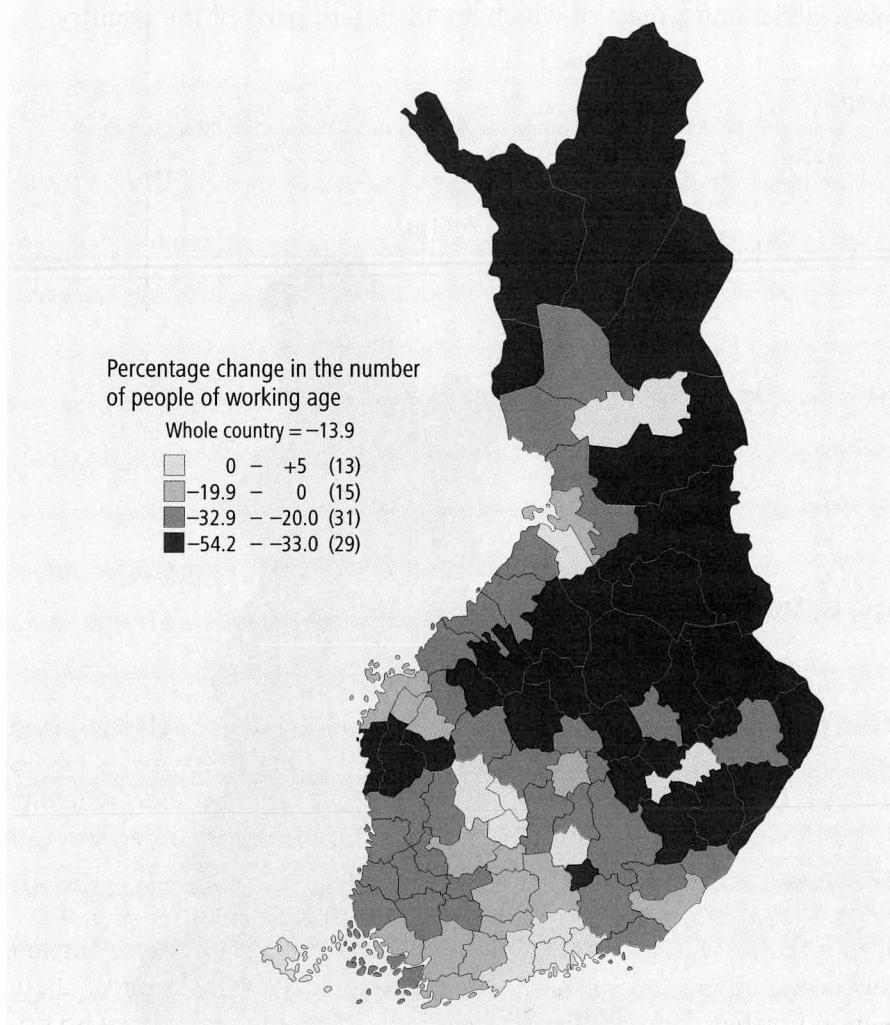 Percentage change in the number
of people of working age
Whole country = –13.9
0 – +5 (13)
–19.9 – 0 (15)
–32.9 – –20.0 (31)
–54.2 – –33.0 (29)